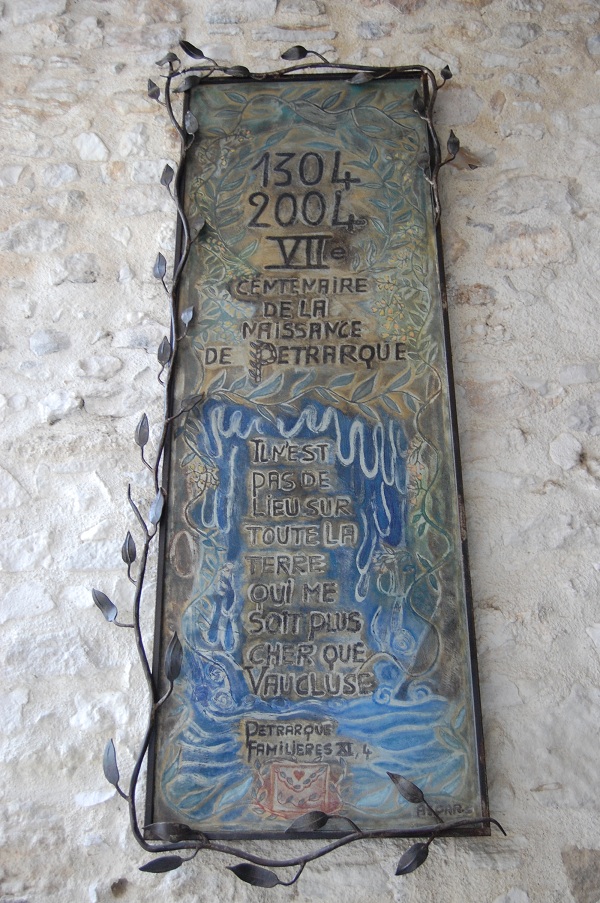 1304
2004
VIIe
CENTENAIRE
DE LA
NAISSANCE
DE PETRARQUE
IL N'EST
PAS DE
LIEU SUR
TOUTE LA
TERRE
QUI ME
SOIT PLUS
CHER QUE
VAUCLUSE
PETRARQUE
FAMILIERES XI, 4